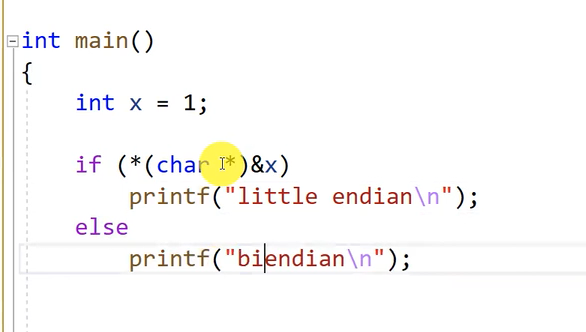 int main()
{
int x = 1;
if (*(char *)&x)
printf("little endian\n");
else
printf("biendian\n");